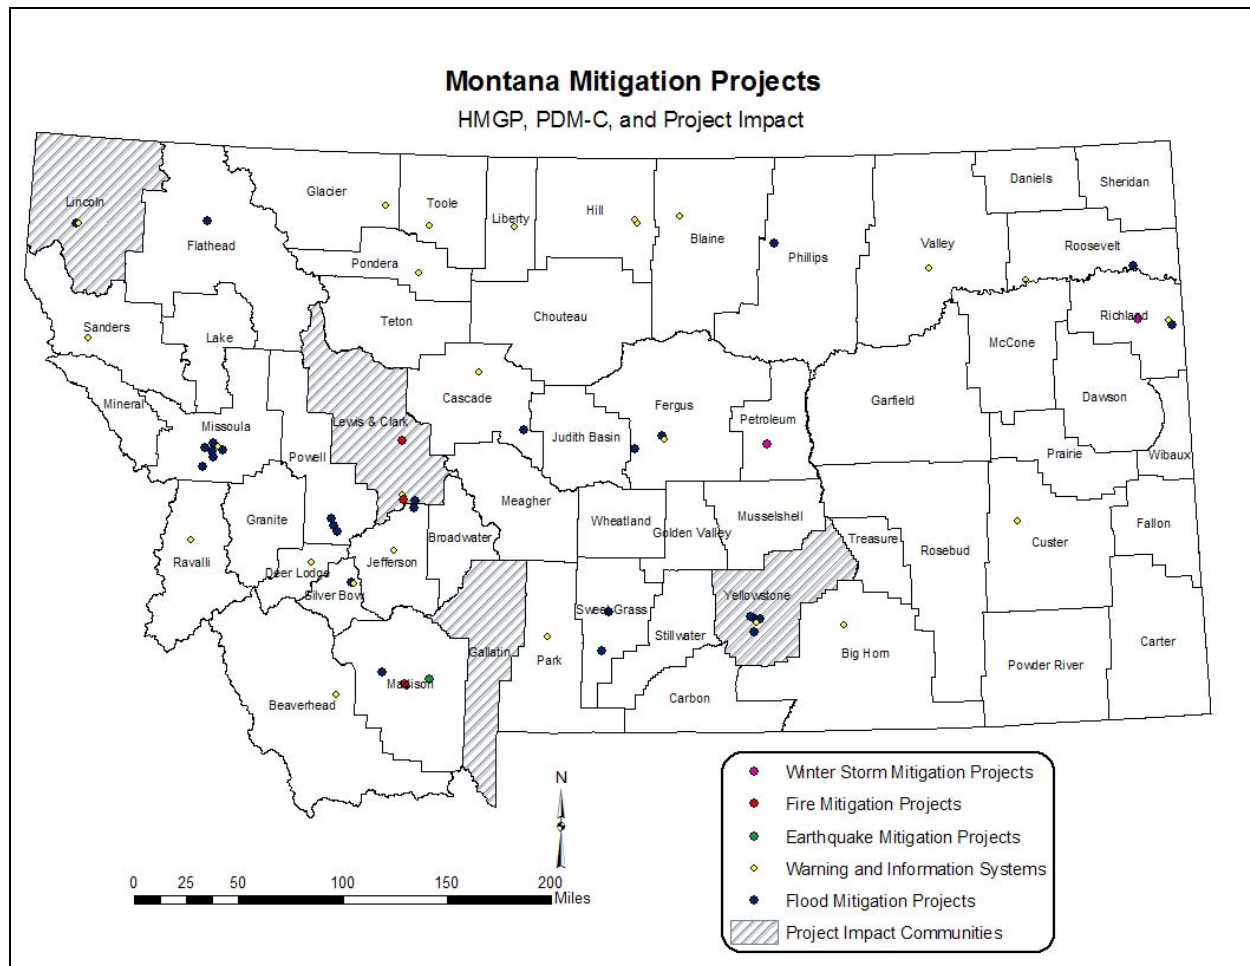 Montana Mitigation Projects
HMGP, PDM-C, and Project Impact
Daniels
Sheridan
Glacier
Toole
Liberty
Hill
Blaine
Lincoln
Flathead
Phillips
Valley
Roosevelt
Pondera
Teton
Chouteau
Richland
Sanders
Lake
McCone
Cascade
Fergus
Garfield
Dawson
Mineral
Missoula
Lewis & Clark
Judith Basin
Petroleum
Powell
Prairie
Wibaux
Meagher
Granite
Wheatland
Golden Valley
Musselshell
Fallon
Ravalli
Deer Lodge
Jefferson
Broadwater
Treasure
Rosebud
Custer
Silver Bow
Sweet Grass
Yellowstone
Stillwater
Gallatin
Park
Big Horn
Carter
Madison
Beaverhead
Carbon
Powder River
N
0 25 50 100 150 200
Miles
Winter Storm Mitigation Projects
Fire Mitigation Projects
Earthquake Mitigation Projects
Warning and Information Systems
Flood Mitigation Projects
Project Impact Communities